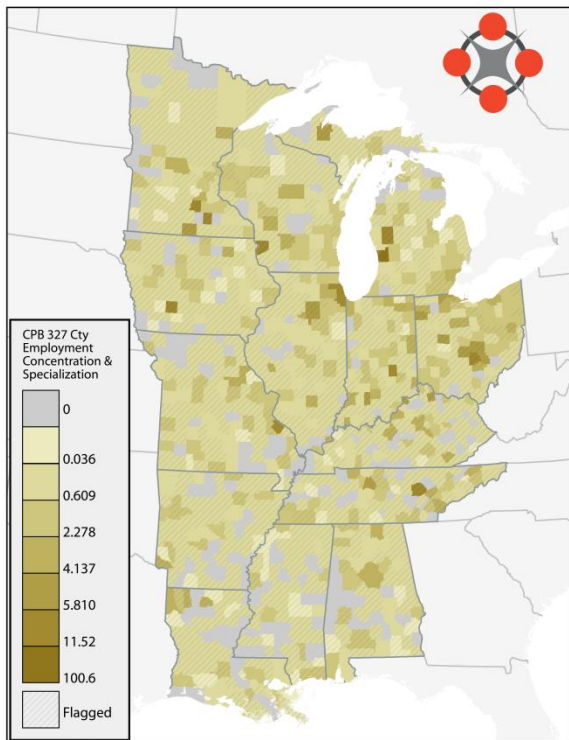 CPB 327 Cty
Employment
Concentration &
Specialization
0
0.036
0.609
2.278
4.137
5.810
11.52
100.6
Flagged